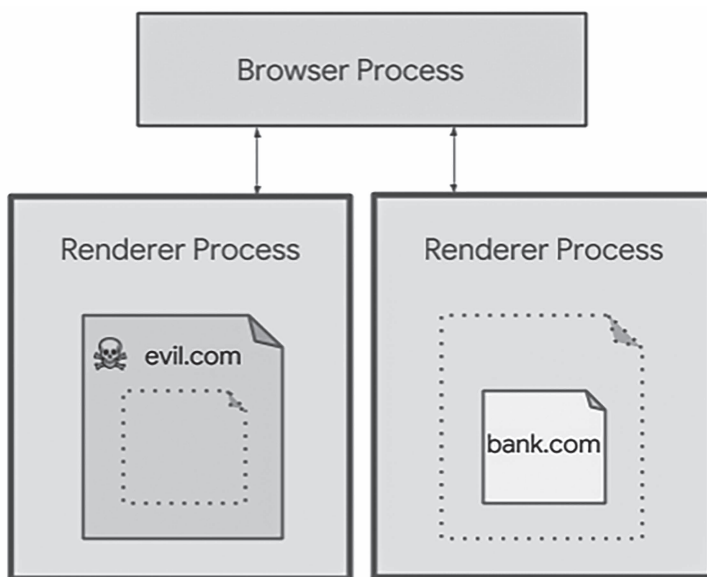 Browser Process
Renderer Process
Renderer Process
evil.com
bank.com